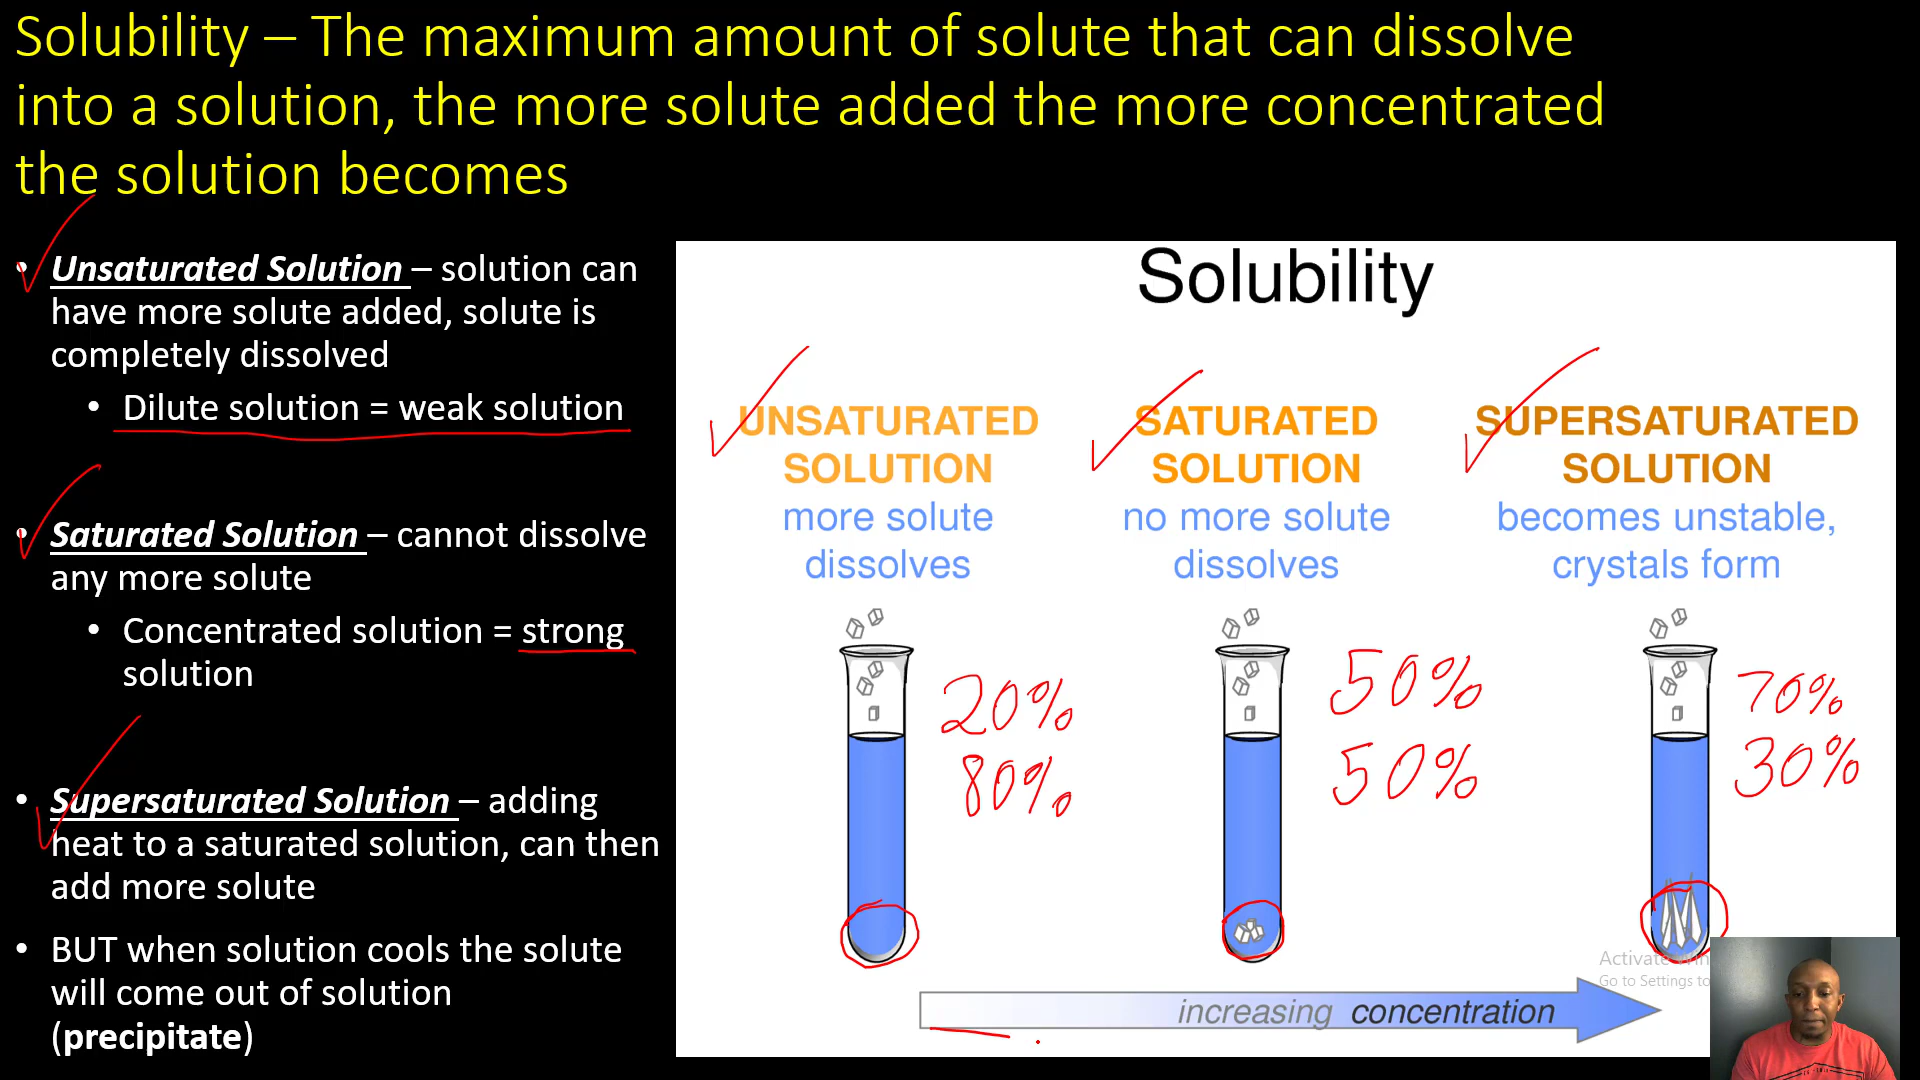 Solubility – The maximum amount of solute that can dissolve
into a solution, the more solute added the more concentrated
the solution becomes
• Unsaturated Solution – solution can
have more solute added, solute is
completely dissolved
• Dilute solution = weak solution
• Saturated Solution – cannot dissolve
any more solute
• Concentrated solution = strong
solution
• Supersaturated Solution – adding
heat to a saturated solution, can then
add more solute
• BUT when solution cools the solute
will come out of solution
(precipitate)
Solubility
UNSATURATED
SOLUTION
more solute
dissolves
20%
80%
SATURATED
SOLUTION
no more solute
dissolves
50%
50%
SUPERSATURATED
SOLUTION
becomes unstable,
crystals form
70%
30%
increasing concentration
Activate Win
Go to Settings to